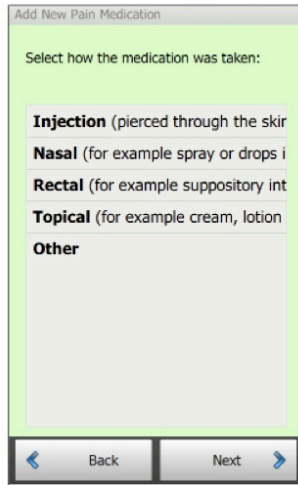 Add New Pain Medication
Select how the medication was taken:
Injection (pierced through the skin
Nasal (for example spray or drops i
Rectal (for example suppository int
Topical (for example cream, lotion
Other
Back
Next